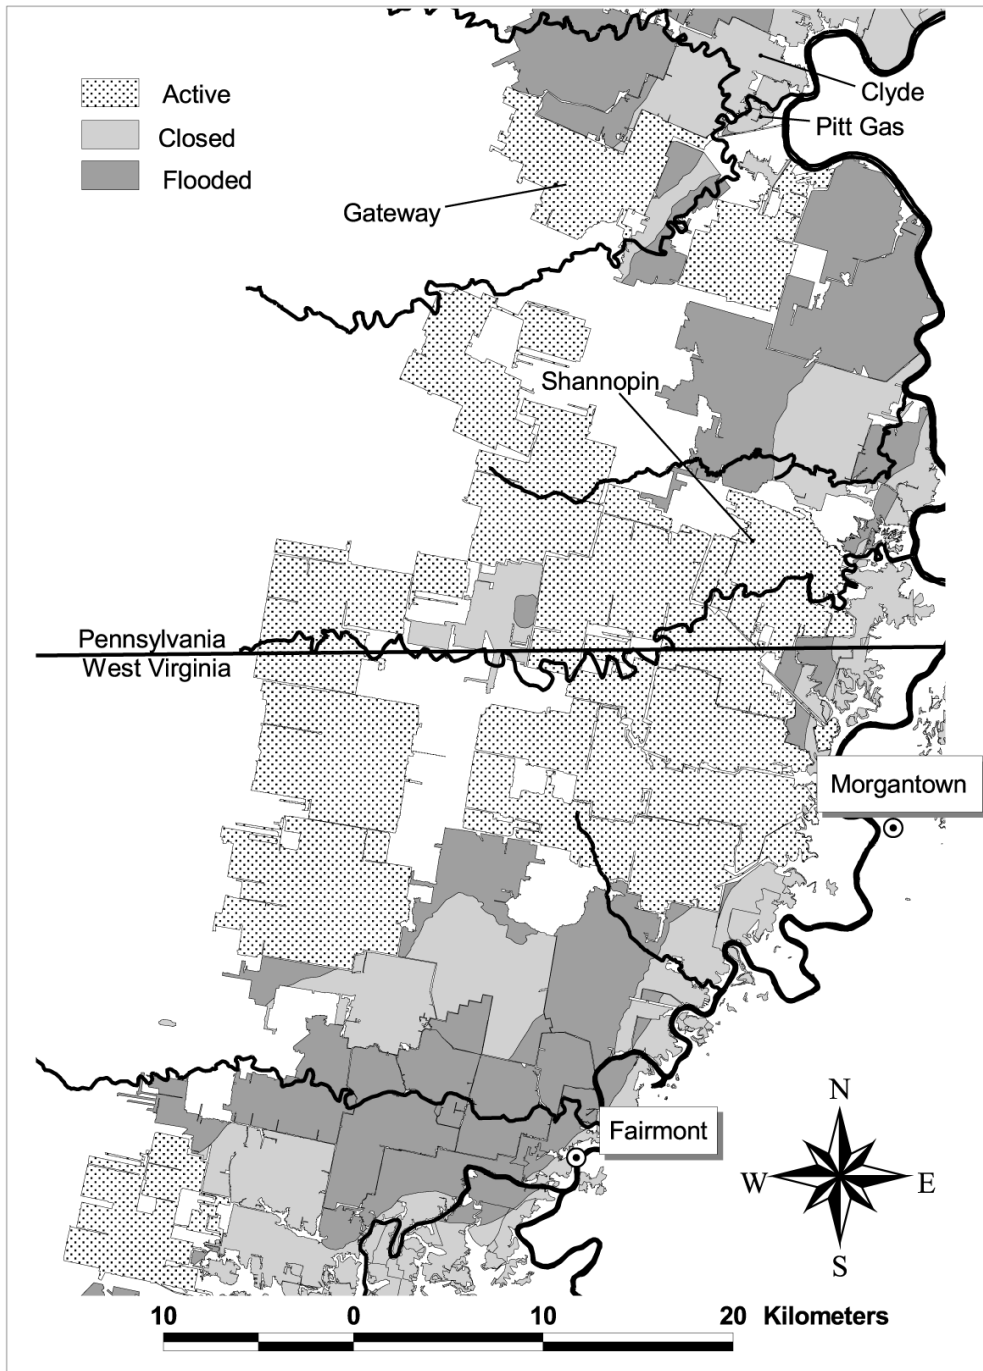 Active
Closed
Flooded
Clyde
Pitt Gas
Gateway
Shannopin
Pennsylvania
West Virginia
Morgantown
Fairmont
N
W E
S
10 0 10 20 Kilometers